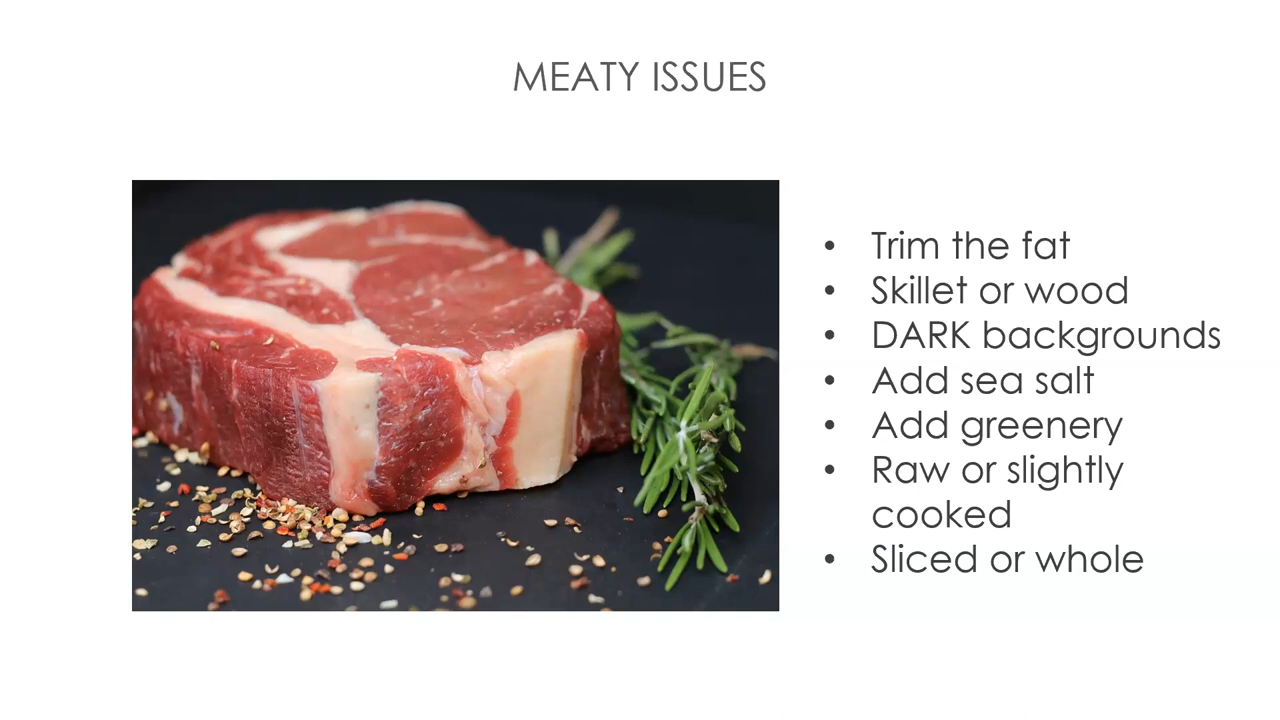 MEATY ISSUES
• Trim the fat
• Skillet or wood
• DARK backgrounds
• Add sea salt
• Add greenery
• Raw or slightly
cooked
• Sliced or whole